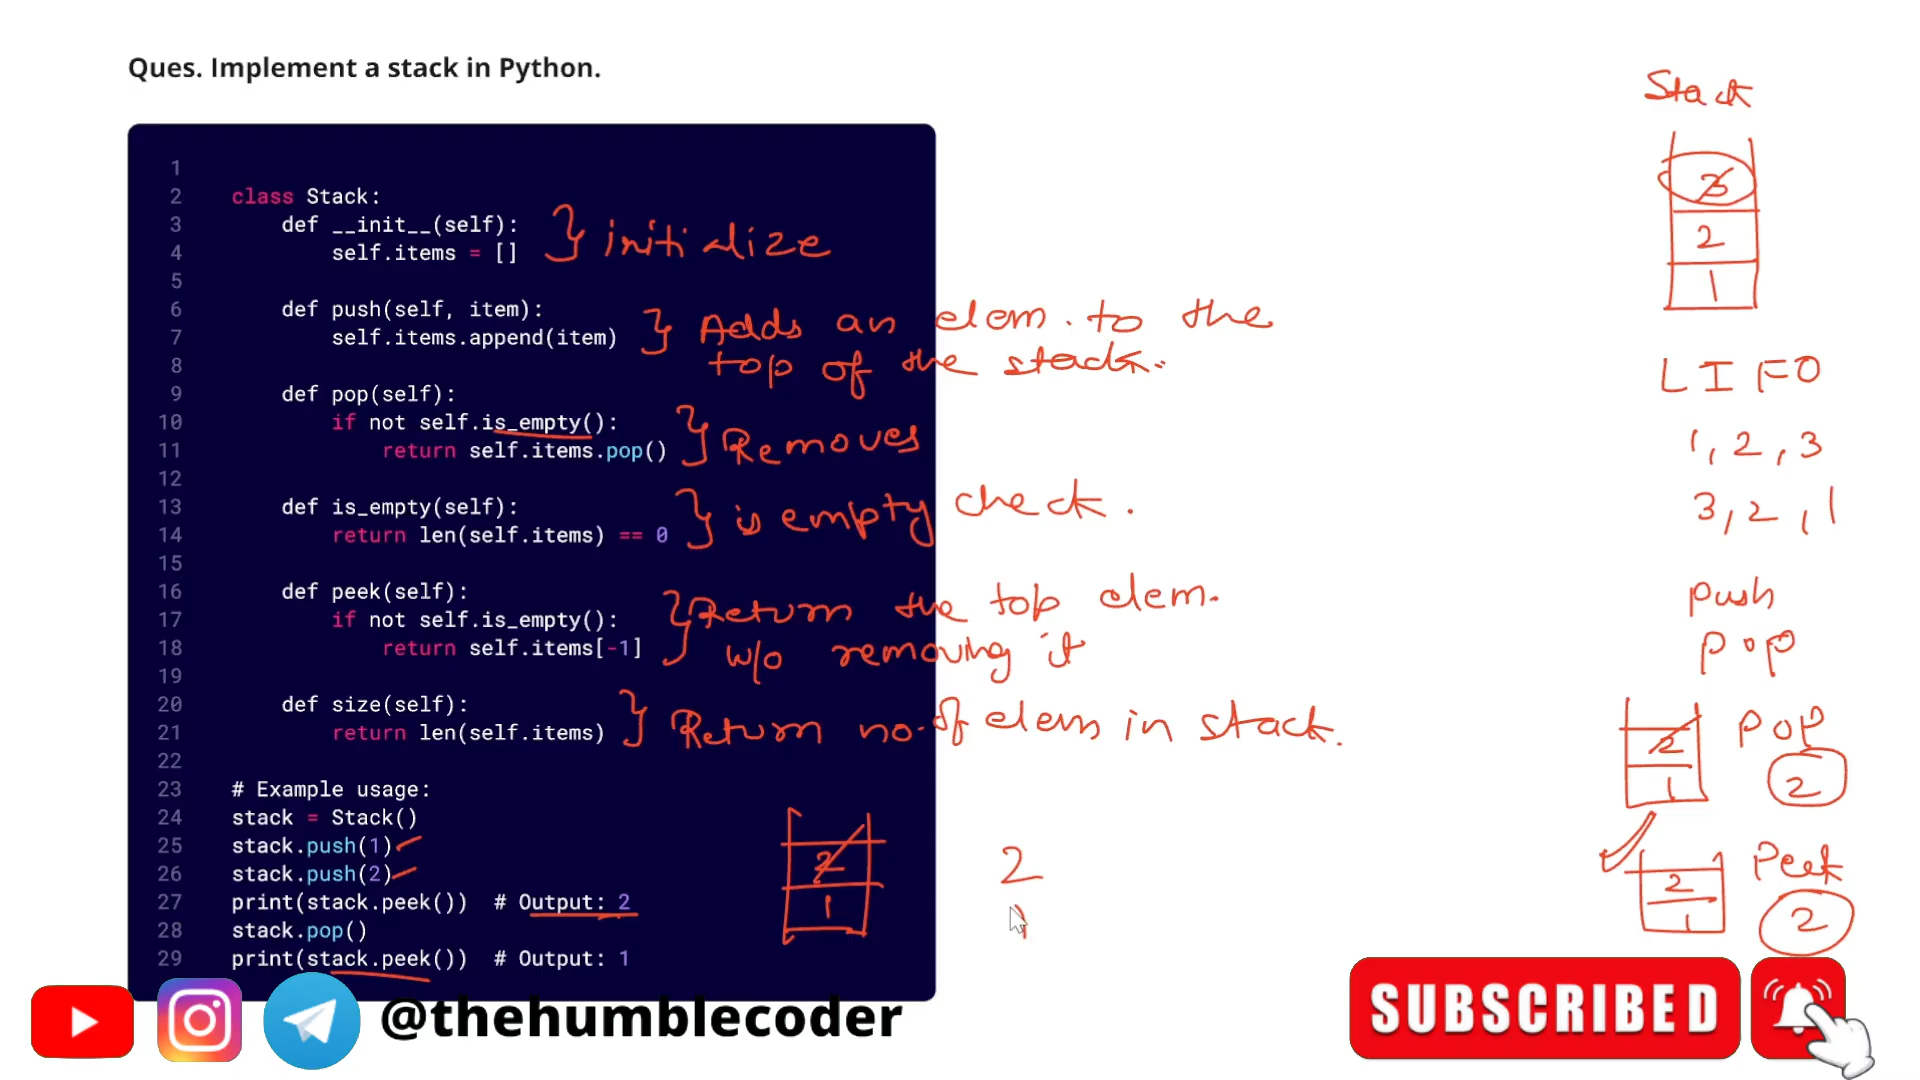 Ques. Implement a stack in Python.
1
2 class Stack:
3 def __init__(self):
4 self.items = []
} initialize
5
6 def push(self, item):
7 self.items.append(item)
} Adds an elem. to the
top of the stack.
8
9 def pop(self):
10 if not self.is_empty():
11 return self.items.pop()
} Removes
12
13 def is_empty(self):
14 return len(self.items) == 0
} is empty check.
15
16 def peek(self):
17 if not self.is_empty():
18 return self.items[-1]
} Return the top elem.
w/o removing it
19
20 def size(self):
21 return len(self.items)
} Return no. of elem in stack.
22
23 # Example usage:
24 stack = Stack()
25 stack.push(1)
26 stack.push(2)
27 print(stack.peek()) # Output: 2
28 stack.pop()
29 print(stack.peek()) # Output: 1
2
1
2
Stack
3
2
1
LIFO
1, 2, 3
3, 2, 1
push
pop
2
1
pop
2
2
1
Peek
2
@thehumblecoder
SUBSCRIBED